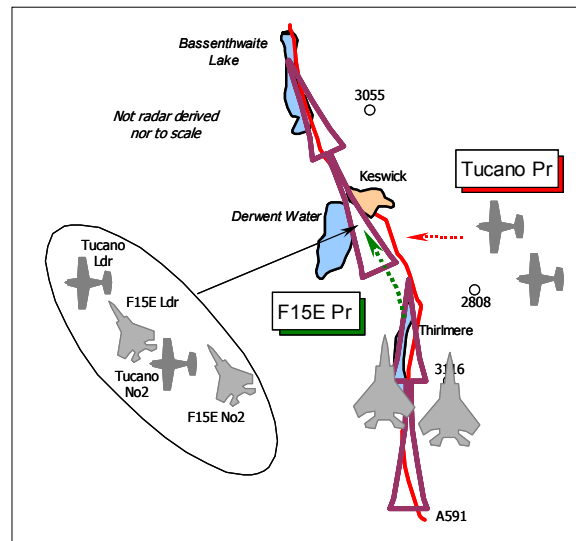 Bassenthwaite
Lake
3055
Not radar derived
nor to scale
Keswick
Tucano Pr
Derwent Water
Tucano
Ldr
F15E Ldr
2808
F15E Pr
Thirlmere
Tucano
No2
F15E No2
3116
A591